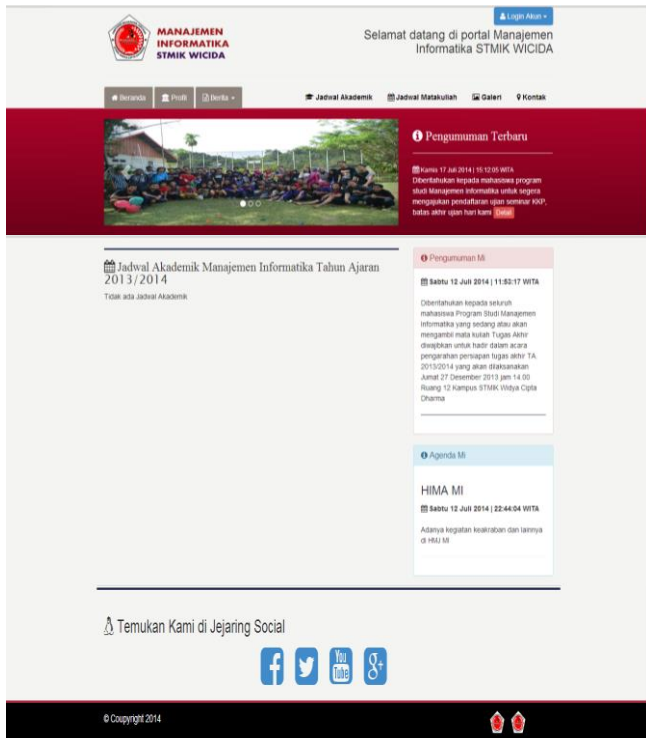 Login Akun
MANAJEMEN
INFORMATIKA
STMIK WICIDA
Selamat datang di portal Manajemen
Informatika STMIK WICIDA
Beranda
Profil
Berita
Jadwal Akademik
Jadwal Matakuliah
Galeri
Kontak
Pengumuman Terbaru
Kamis 17 Juli 2014 | 15:12:05 WITA
Diberitahukan kepada mahasiswa program
studi Manajemen informatika untuk segera
mengajukan pendaftaran ujian seminar KKP,
batas akhir ujian hari kami Detail
Jadwal Akademik Manajemen Informatika Tahun Ajaran
2013/2014
Tidak ada Jadwal Akademik
Pengumuman Mi
Sabtu 12 Juli 2014 | 11:53:17 WITA
Diberitahukan kepada seluruh
mahasiswa Program Studi Manajemen
Informatika yang sedang atau akan
mengambil mata kuliah Tugas Akhir
diwajibkan untuk hadir dalam acara
pengarahan persiapan tugas akhir TA
2013/2014 yang akan dilaksanakan
Jumat 27 Desember 2013 jam 14.00
Ruang 12 Kampus STMIK Widya Cipta
Dharma
Agenda Mi
HIMA MI
Sabtu 12 Juli 2014 | 22:44:04 WITA
Adanya kegiatan keakraban dan lainnya
di HMJ MI
Temukan Kami di Jejaring Social
You
Tube
g+
© Coupyright 2014